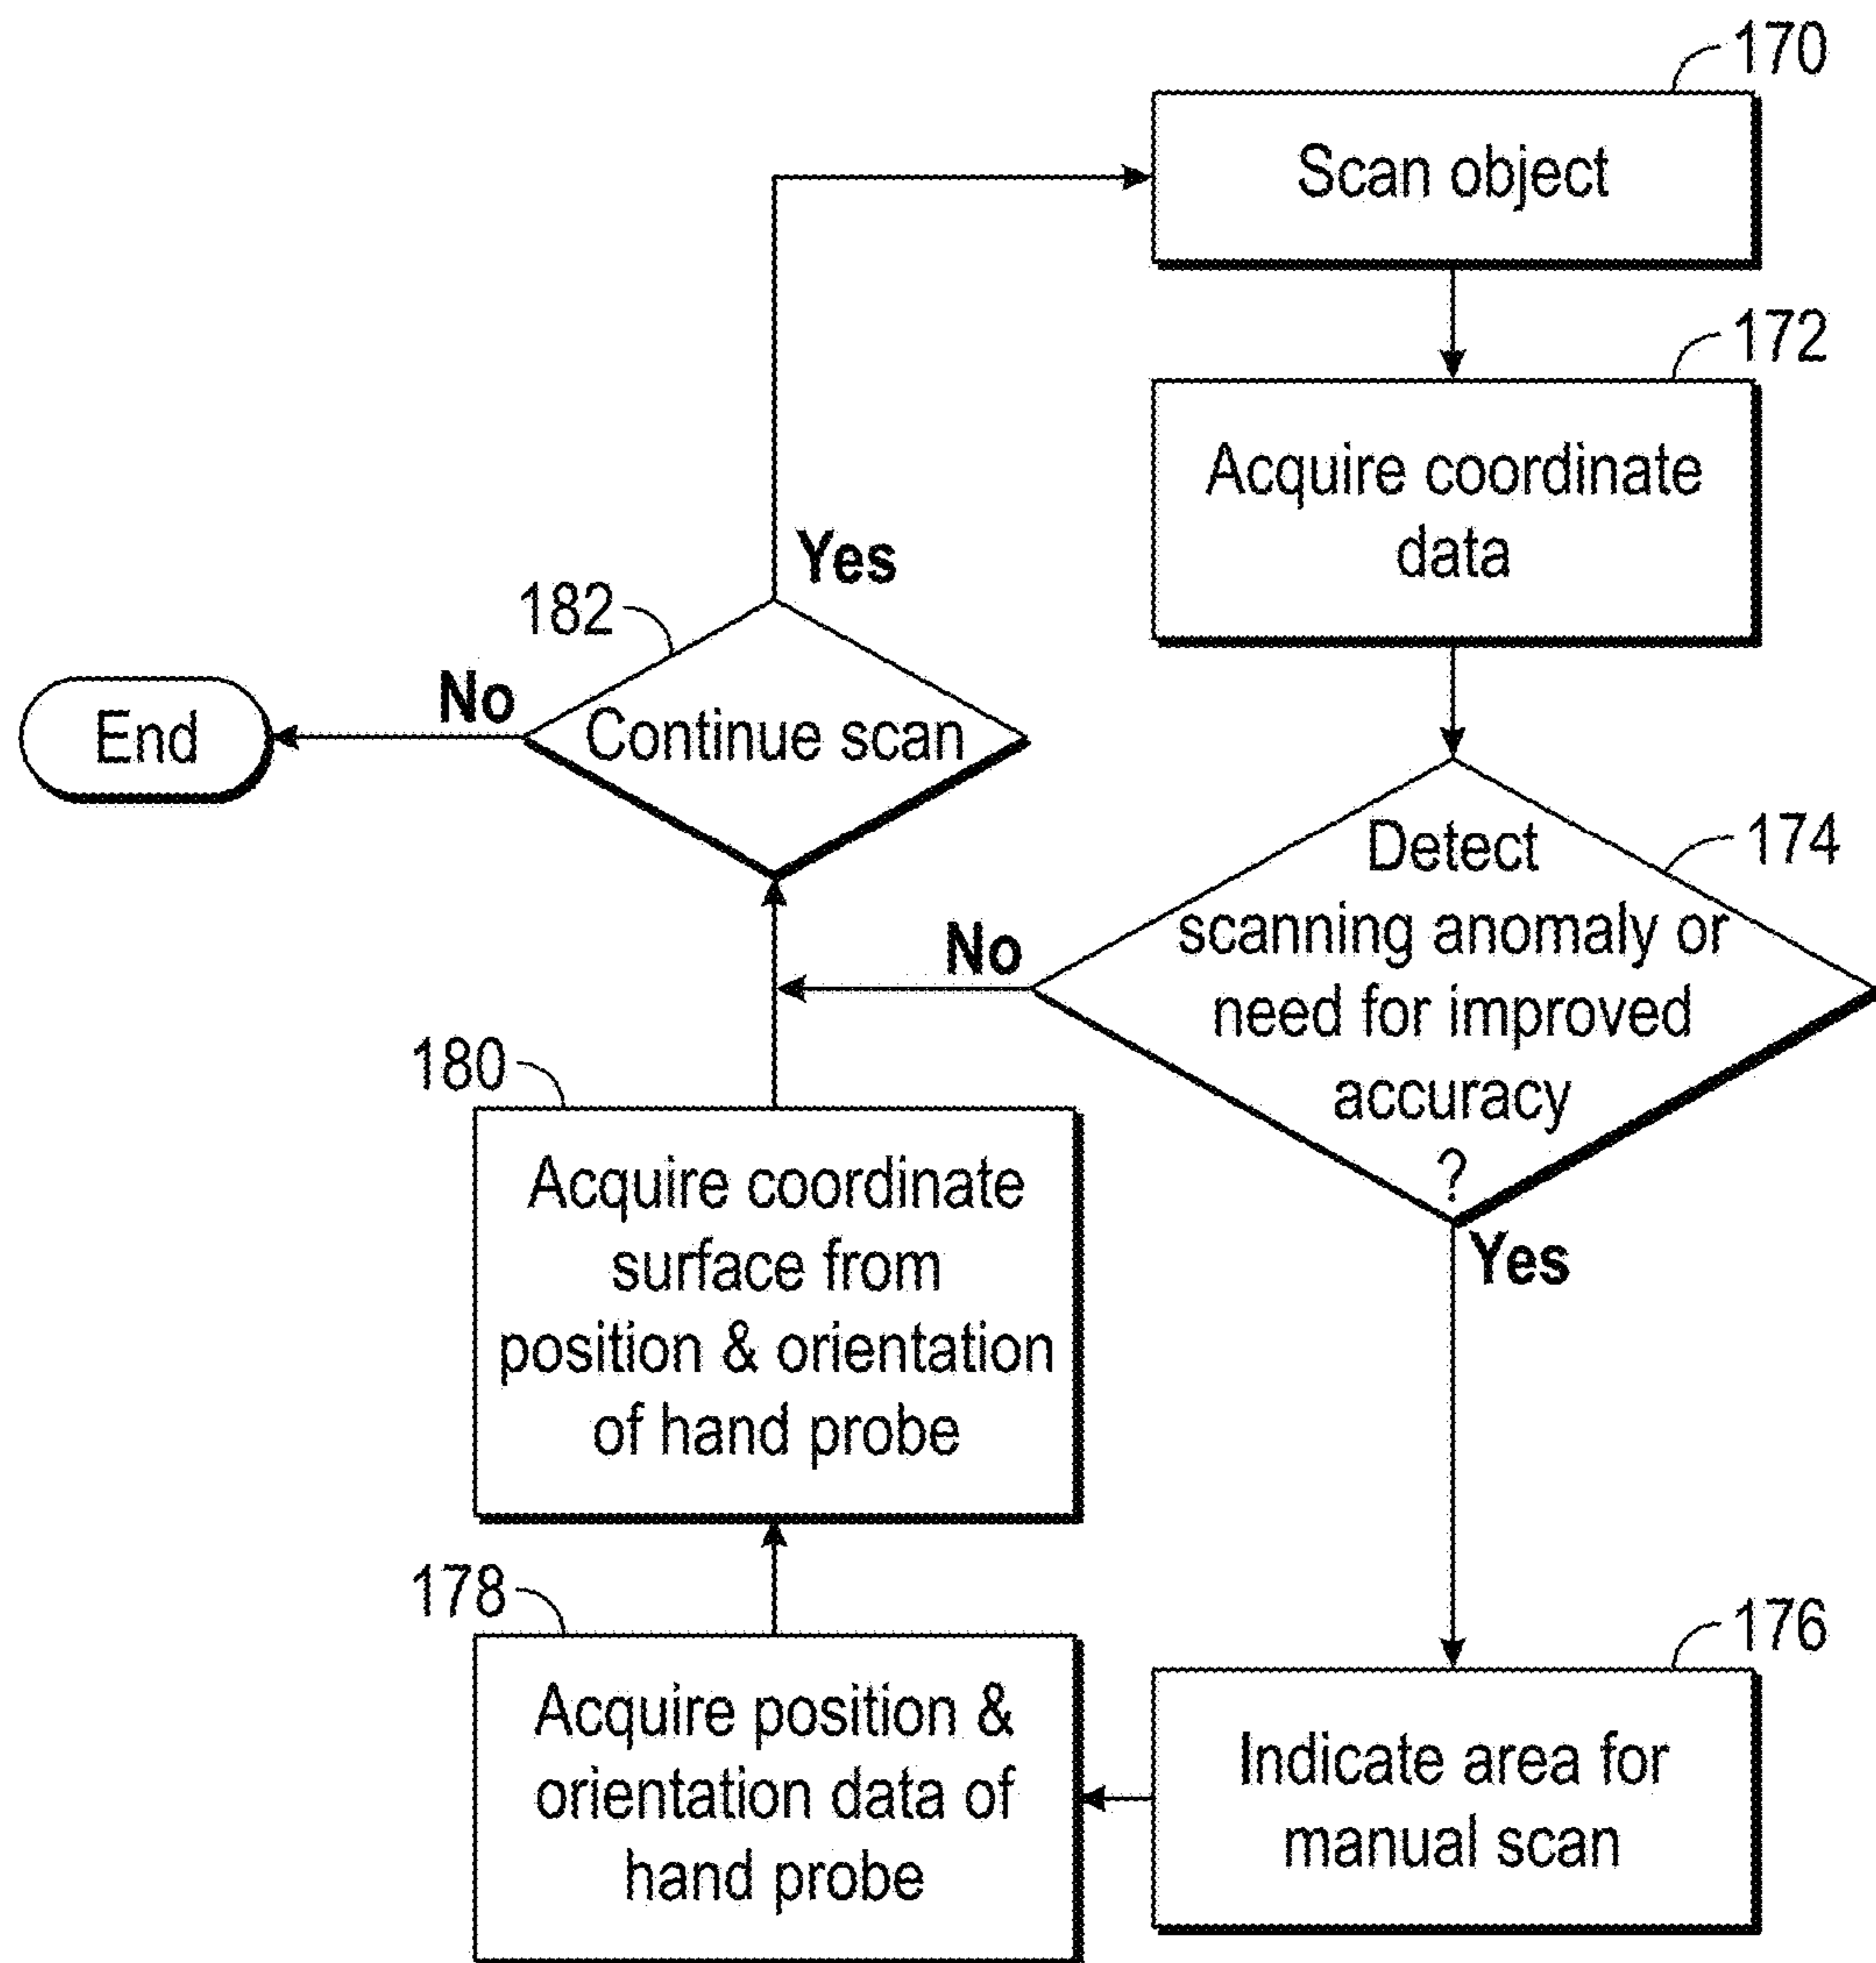 170
Scan object
172
Acquire coordinate
data
Yes
182
No
End
Continue scan
174
Detect
scanning anomaly or
need for improved
accuracy
?
No
Yes
180
Acquire coordinate
surface from
position & orientation
of hand probe
178
Acquire position &
orientation data of
hand probe
176
Indicate area for
manual scan